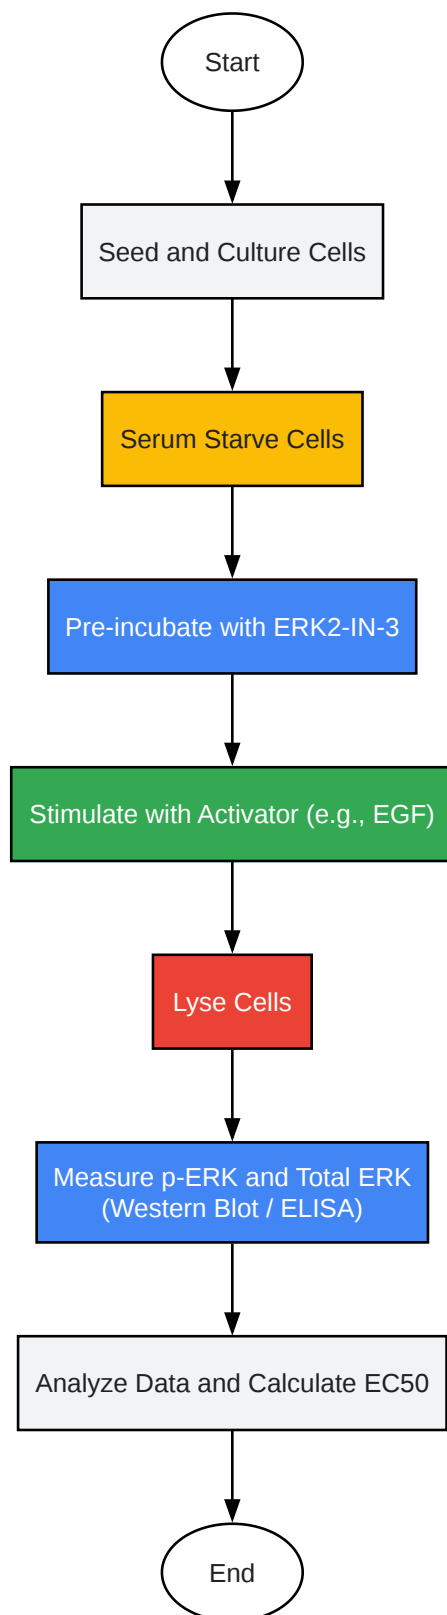 Start
Seed and Culture Cells
Serum Starve Cells
Pre-incubate with ERK2-IN-3
Stimulate with Activator (e.g., EGF)
Lyse Cells
Measure p-ERK and Total ERK
(Western Blot / ELISA)
Analyze Data and Calculate EC50
End